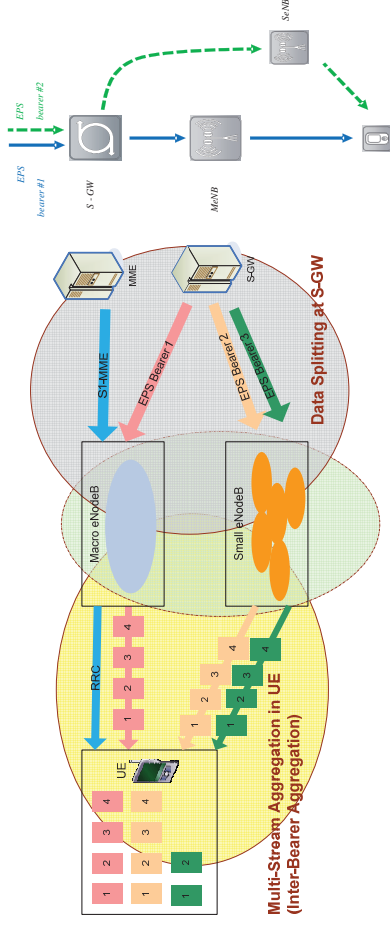 UE
1 2 3 4
1 2 3 4
1 2
RRC
1 2 3 4
1 2 3 4
1 2 3 4
Macro eNodeB
Small eNodeB
S1-MME
EPS Bearer 1
EPS Bearer 2
EPS Bearer 3
MME
S-GW
Multi-Stream Aggregation in UE
(Inter-Bearer Aggregation)
Data Splitting at S-GW
EPS
bearer #1
EPS
bearer #2
S - GW
MeNB
SeNB